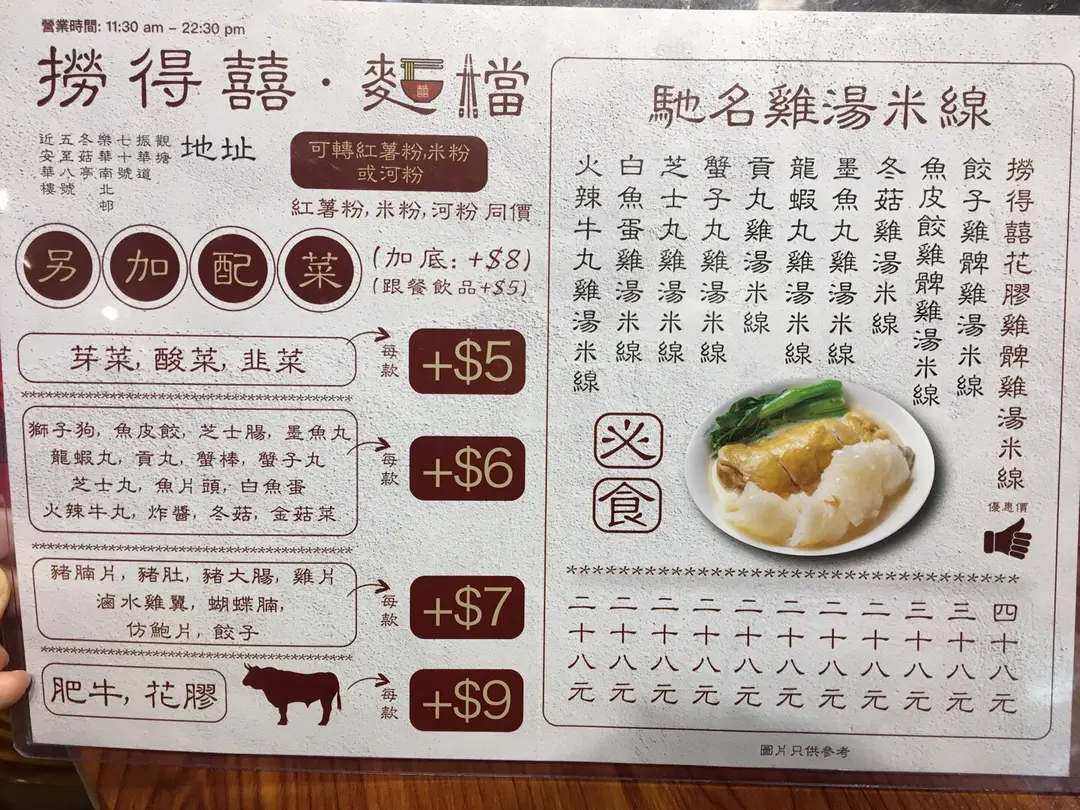 營業時間: 11:30 am – 22:30 pm
撈得囍·麵檔
地址
觀塘
振華道
七十號
樂華南北邨
冬菇亭
五至八號
近安華樓
可轉紅薯粉,米粉
或河粉
紅薯粉, 米粉, 河粉 同價
另加配菜
(加底: +$8)
(跟餐飲品+$5)
芽菜, 酸菜, 韭菜
每款
+$5
獅子狗, 魚皮餃, 芝士腸, 墨魚丸
龍蝦丸, 貢丸, 蟹棒, 蟹子丸
芝士丸, 魚片頭, 白魚蛋
火辣牛丸, 炸醬, 冬菇, 金菇菜
每款
+$6
豬腩片, 豬肚, 豬大腸, 雞片
滷水雞翼, 蝴蝶腩,
仿鮑片, 餃子
每款
+$7
肥牛, 花膠
每款
+$9
馳名雞湯米線
撈得囍花膠雞髀雞湯米線
優惠價
四十八元
餃子雞髀雞湯米線
三十八元
魚皮餃雞髀雞湯米線
三十八元
冬菇雞湯米線
二十八元
墨魚丸雞湯米線
二十八元
龍蝦丸雞湯米線
二十八元
貢丸雞湯米線
二十八元
蟹子丸雞湯米線
二十八元
芝士丸雞湯米線
二十八元
白魚蛋雞湯米線
二十八元
火辣牛丸雞湯米線
二十八元
必食
圖片只供參考